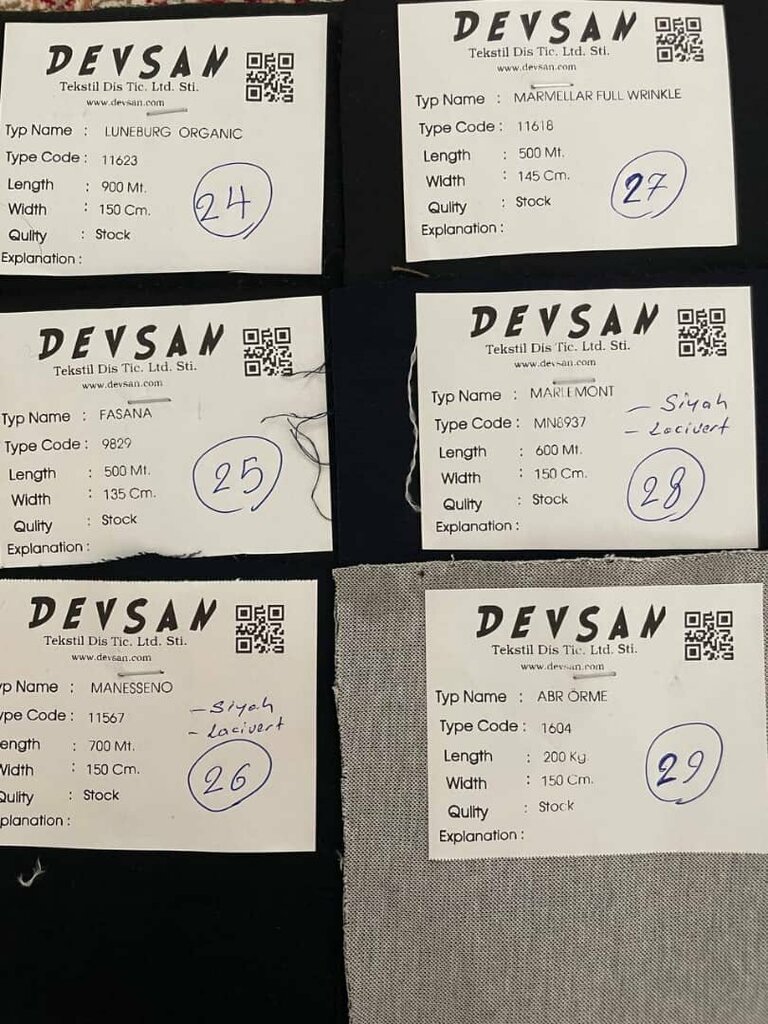 DEVSAN
Tekstil Dis Tic. Ltd. Sti.
www.devsan.com
Typ Name : LUNEBURG ORGANIC
Type Code : 11623
Length : 900 Mt.
Width : 150 Cm.
Qulity : Stock
Explanation :
24
DEVSAN
Tekstil Dis Tic. Ltd. Sti.
www.devsan.com
Typ Name : FASANA
Type Code : 9829
Length : 500 Mt.
Width : 135 Cm.
Qulity : Stock
Explanation :
25
DEVSAN
Tekstil Dis Tic. Ltd. Sti.
www.devsan.com
yp Name : MANESSENO
ype Code : 11567
ength : 700 Mt.
Width : 150 Cm.
Qulity : Stock
planation :
- Siyah
- Lacivert
26
DEVSAN
Tekstil Dis Tic. Ltd. Sti.
www.devsan.com
Typ Name : MARMELLAR FULL WRINKLE
Type Code : 11618
Length : 500 Mt.
Width : 145 Cm.
Qulity : Stock
Explanation :
27
DEVSAN
Tekstil Dis Tic. Ltd. Sti.
www.devsan.com
Typ Name : MARLEMONT
Type Code : MN8937
Length : 600 Mt.
Width : 150 Cm.
Qulity : Stock
Explanation :
- Siyah
- Lacivert
28
DEVSAN
Tekstil Dis Tic. Ltd. Sti.
www.devsan.com
Typ Name : ABR ÖRME
Type Code : 1604
Length : 200 Kg.
Width : 150 Cm.
Qulity : Stock
Explanation :
29